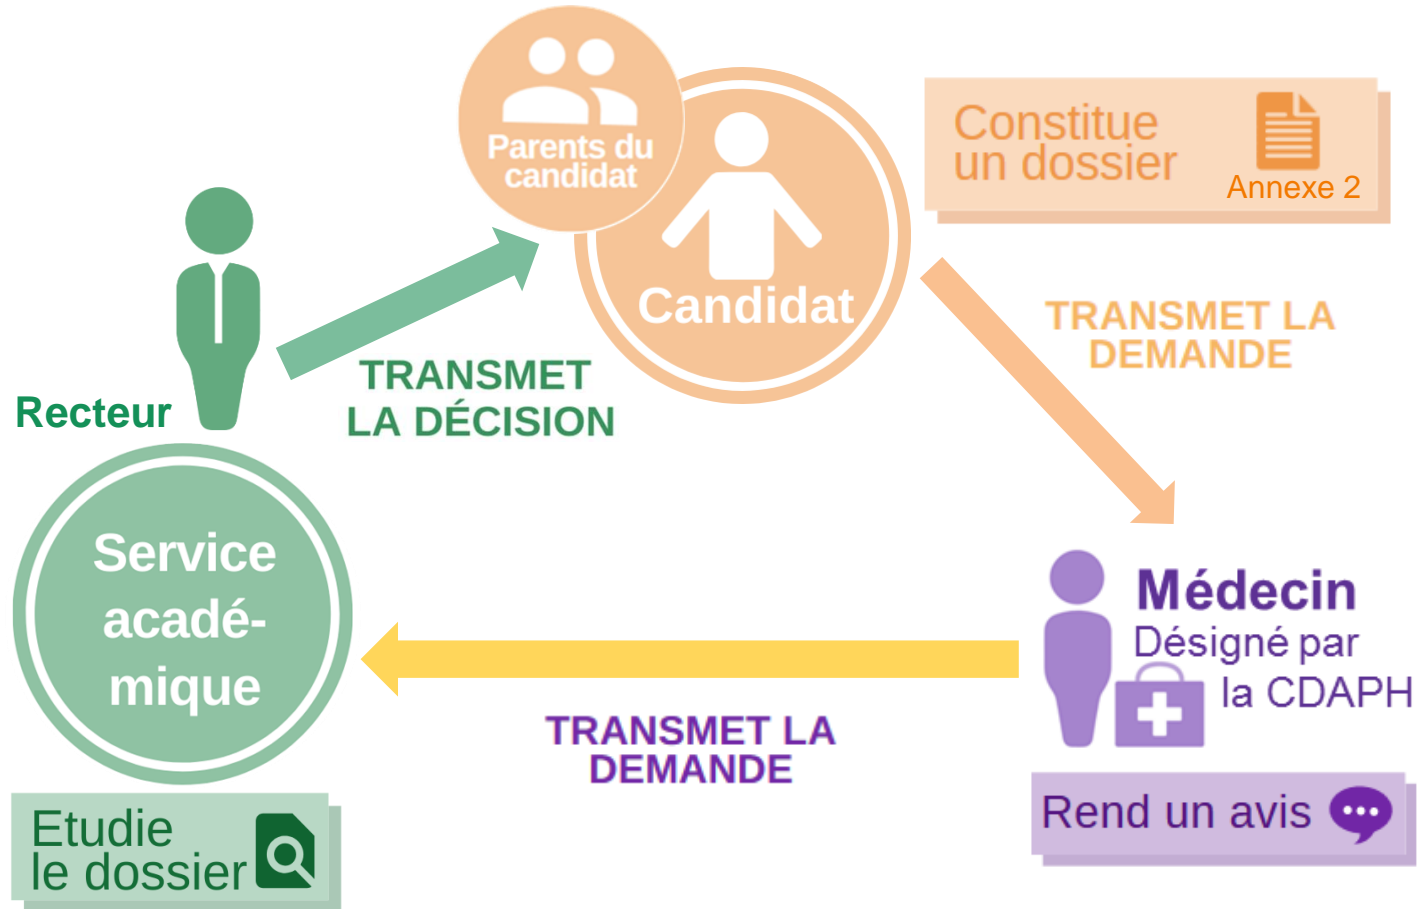 Parents du
candidat
Candidat
Constitue
un dossier
Annexe 2
TRANSMET LA
DEMANDE
Médecin
Désigné par
la CDAPH
Rend un avis
TRANSMET LA
DEMANDE
Service
acadé-
mique
Etudie
le dossier
Recteur
TRANSMET
LA DÉCISION